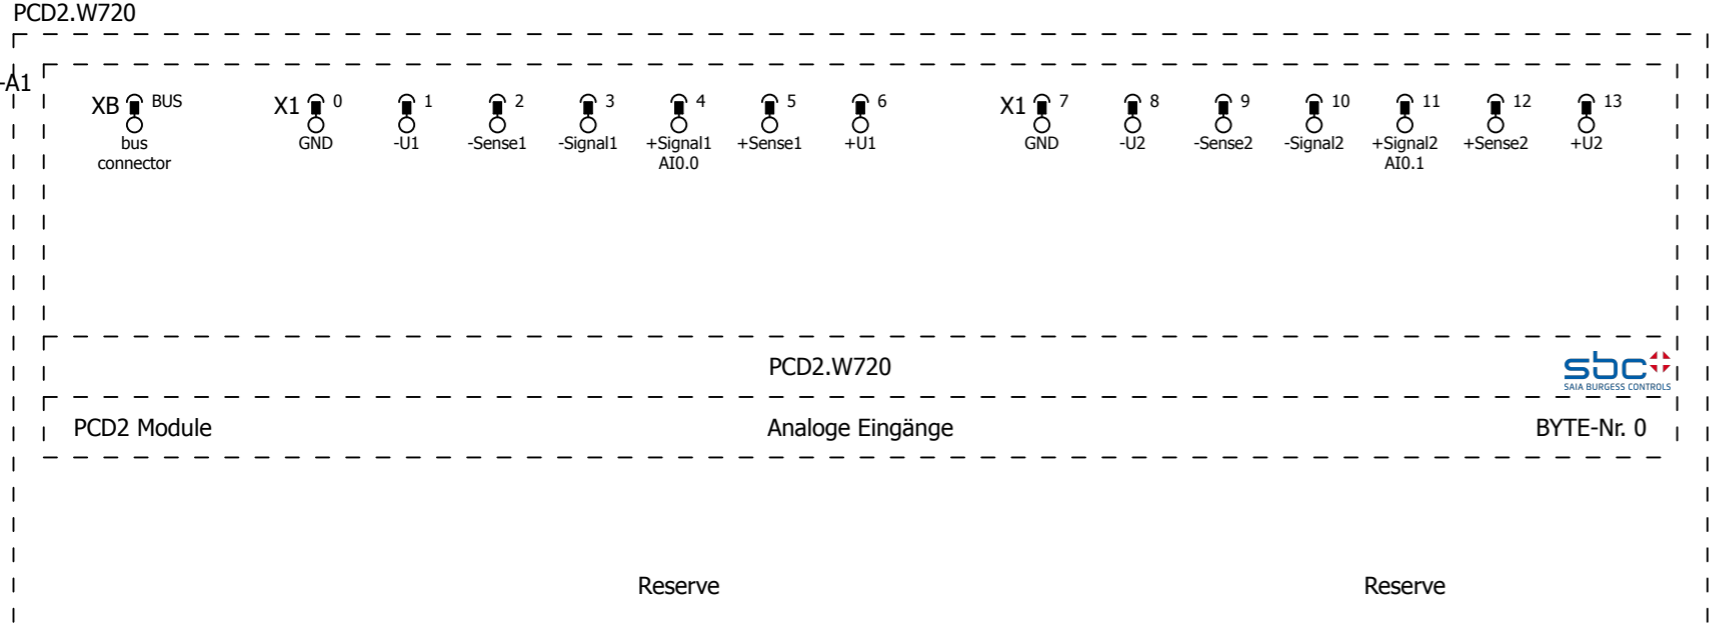 PCD2.W720
-A1
XB BUS X1 0 1 2 3 4 5 6 X1 7 8 9 10 11 12 13
bus GND -U1 -Sense1 -Signal1 +Signal1 +Sense1 +U1 GND -U2 -Sense2 -Signal2 +Signal2 +Sense2 +U2
connector AI0.0 AI0.1
PCD2.W720 sbc
SAIA BURGESS CONTROLS
PCD2 Module Analoge Eingänge BYTE-Nr. 0
Reserve Reserve